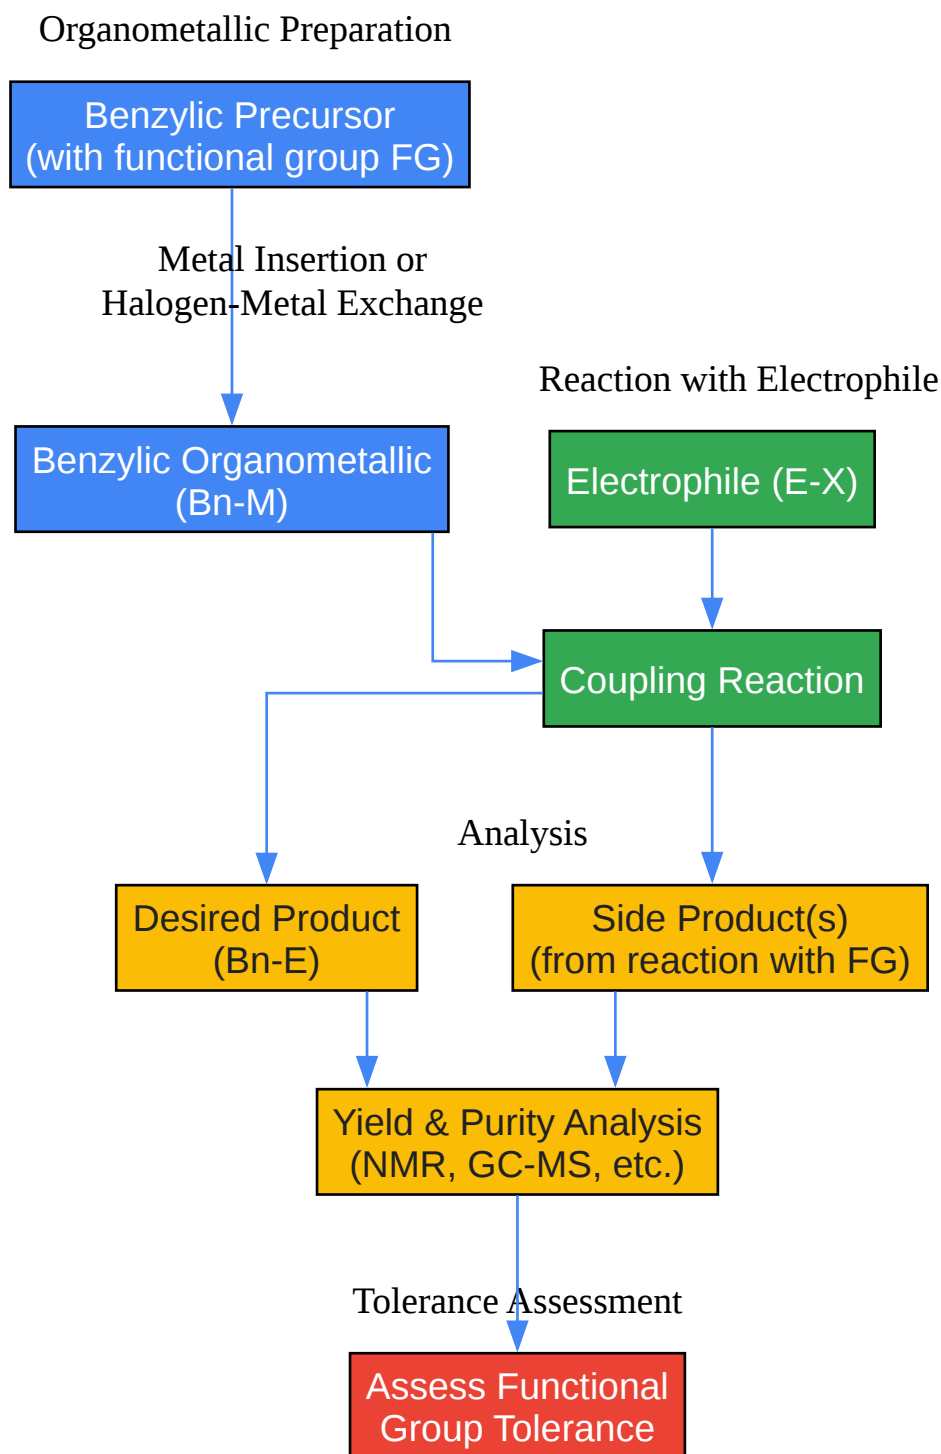 Organometallic Preparation
Benzylic Precursor
(with functional group FG)
Metal Insertion or
Halogen-Metal Exchange
Reaction with Electrophile
Benzylic Organometallic
(Bn-M)
Electrophile (E-X)
Coupling Reaction
Analysis
Desired Product
(Bn-E)
Side Product(s)
(from reaction with FG)
Yield & Purity Analysis
(NMR, GC-MS, etc.)
Tolerance Assessment
Assess Functional
Group Tolerance